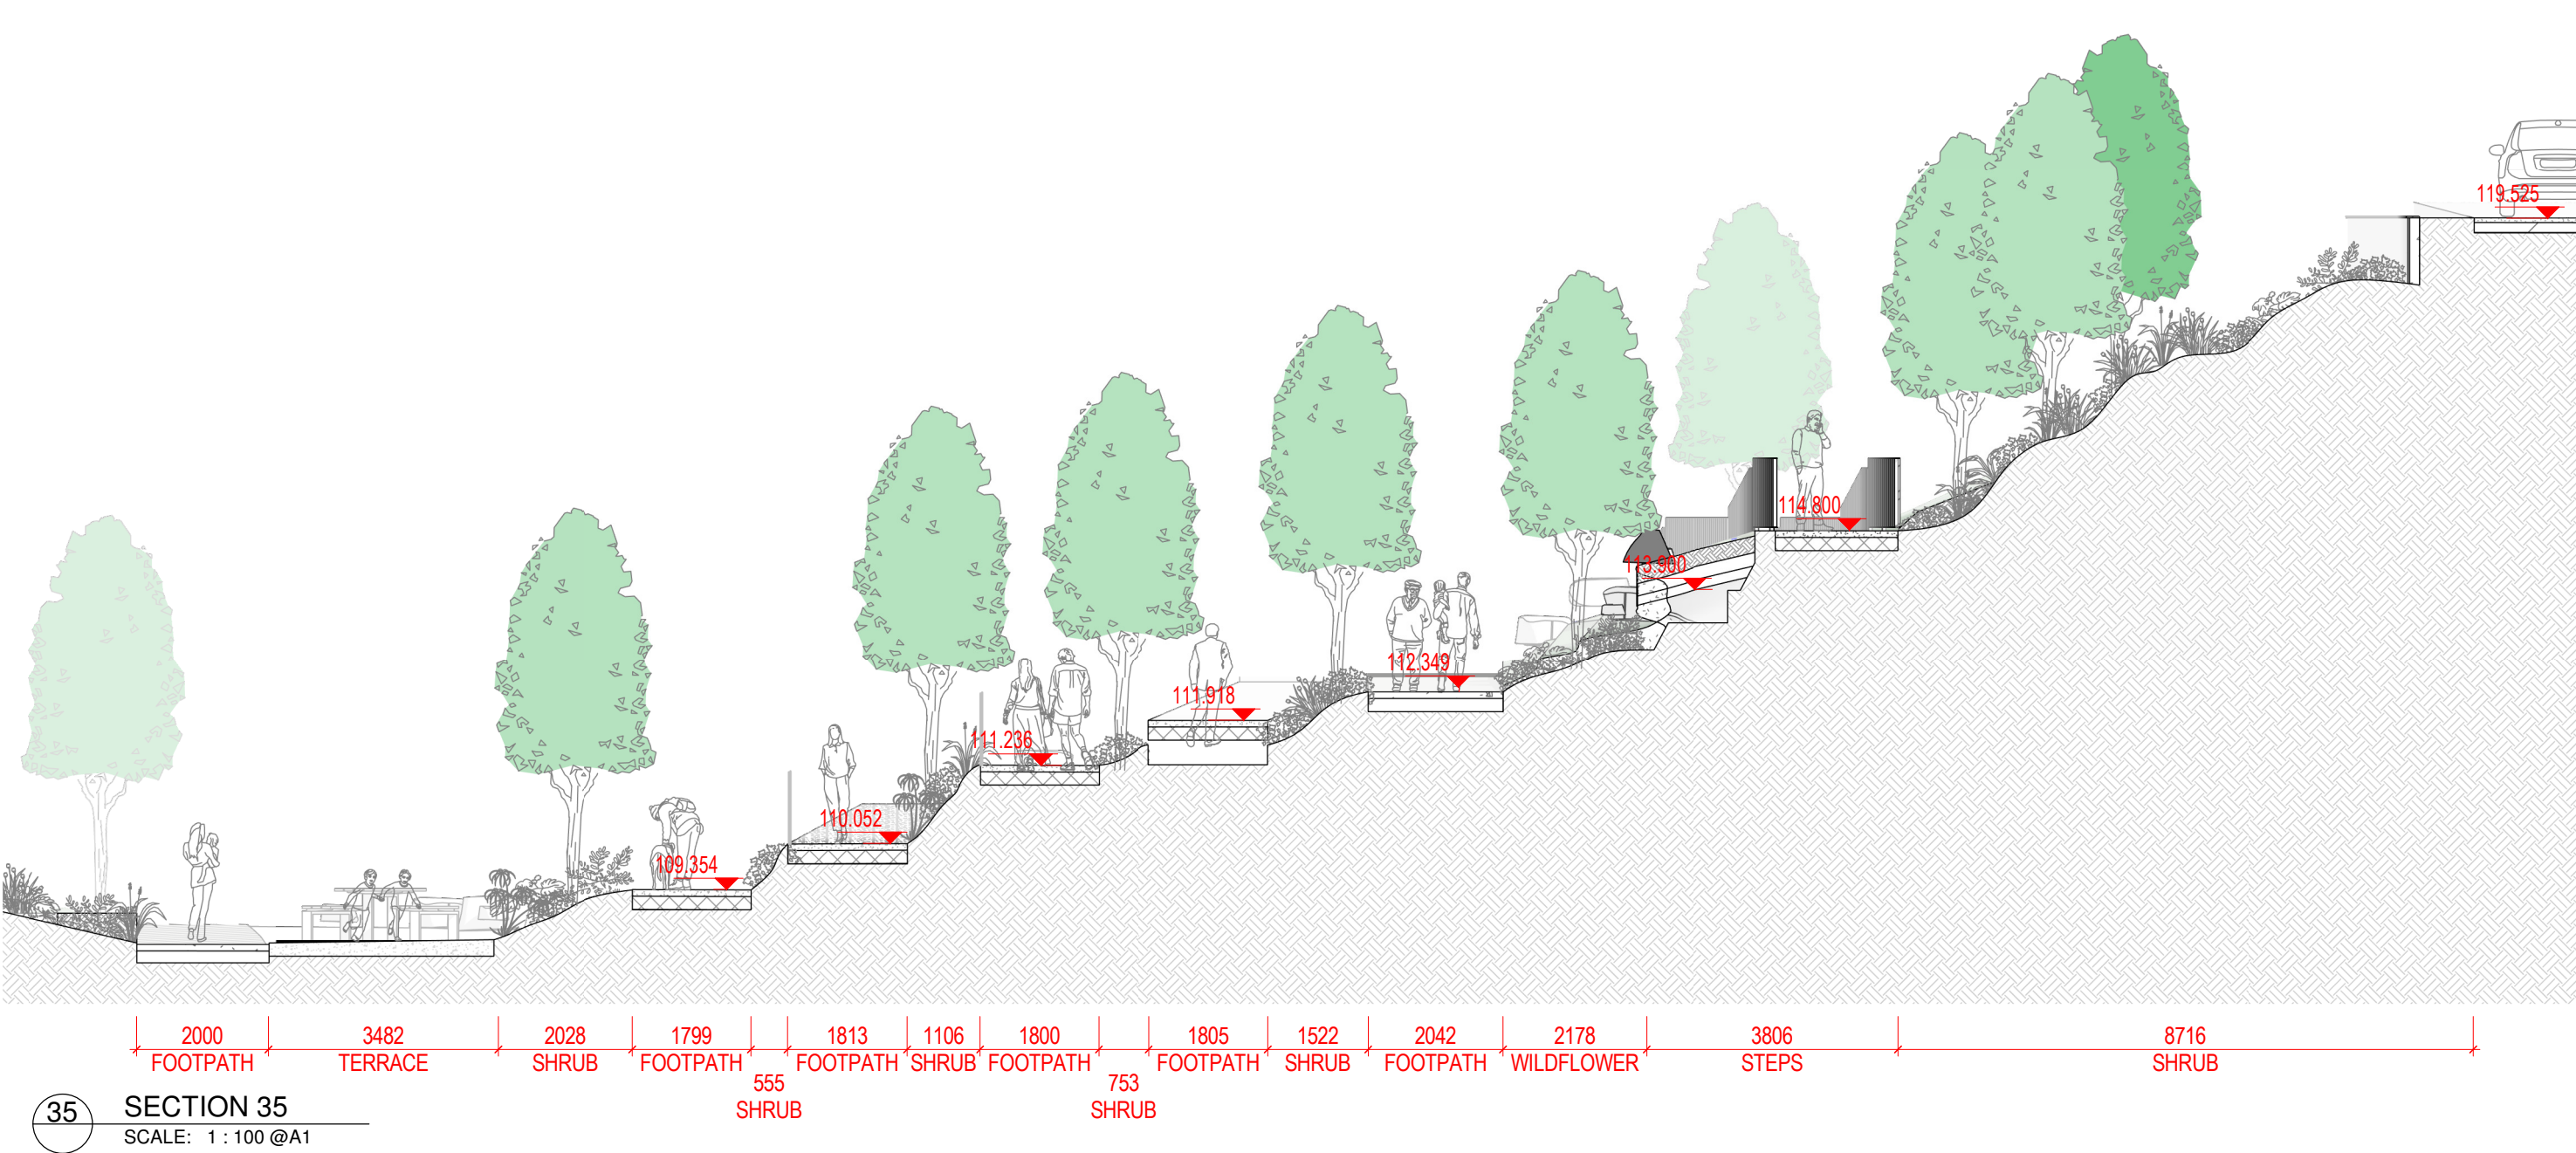 119.525
114.800
113.900
112.349
111.918
111.236
110.052
109.354
2000 3482 2028 1799 1813 1106 1800 1805 1522 2042 2178 3806 8716
FOOTPATH TERRACE SHRUB FOOTPATH FOOTPATH SHRUB FOOTPATH FOOTPATH SHRUB FOOTPATH WILDFLOWER STEPS SHRUB
555 753
SHRUB SHRUB
35 SECTION 35
SCALE: 1 : 100 @A1